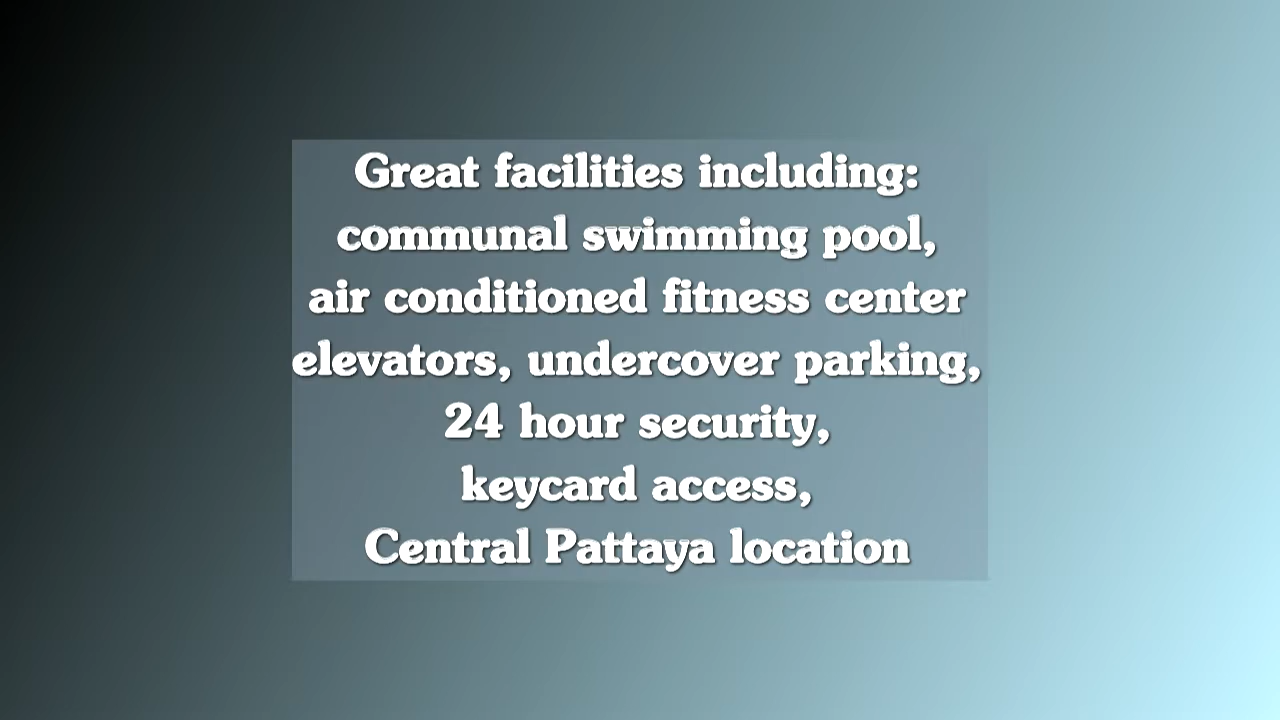 Great facilities including:
communal swimming pool,
air conditioned fitness center
elevators, undercover parking,
24 hour security,
keycard access,
Central Pattaya location